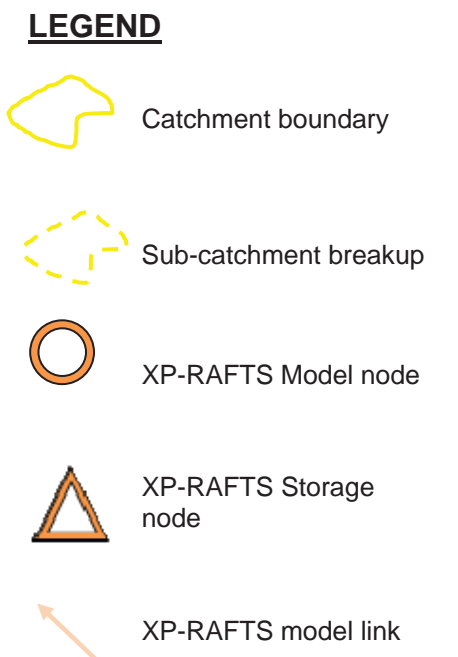 LEGEND
Catchment boundary
Sub-catchment breakup
XP-RAFTS Model node
XP-RAFTS Storage
node
XP-RAFTS model link